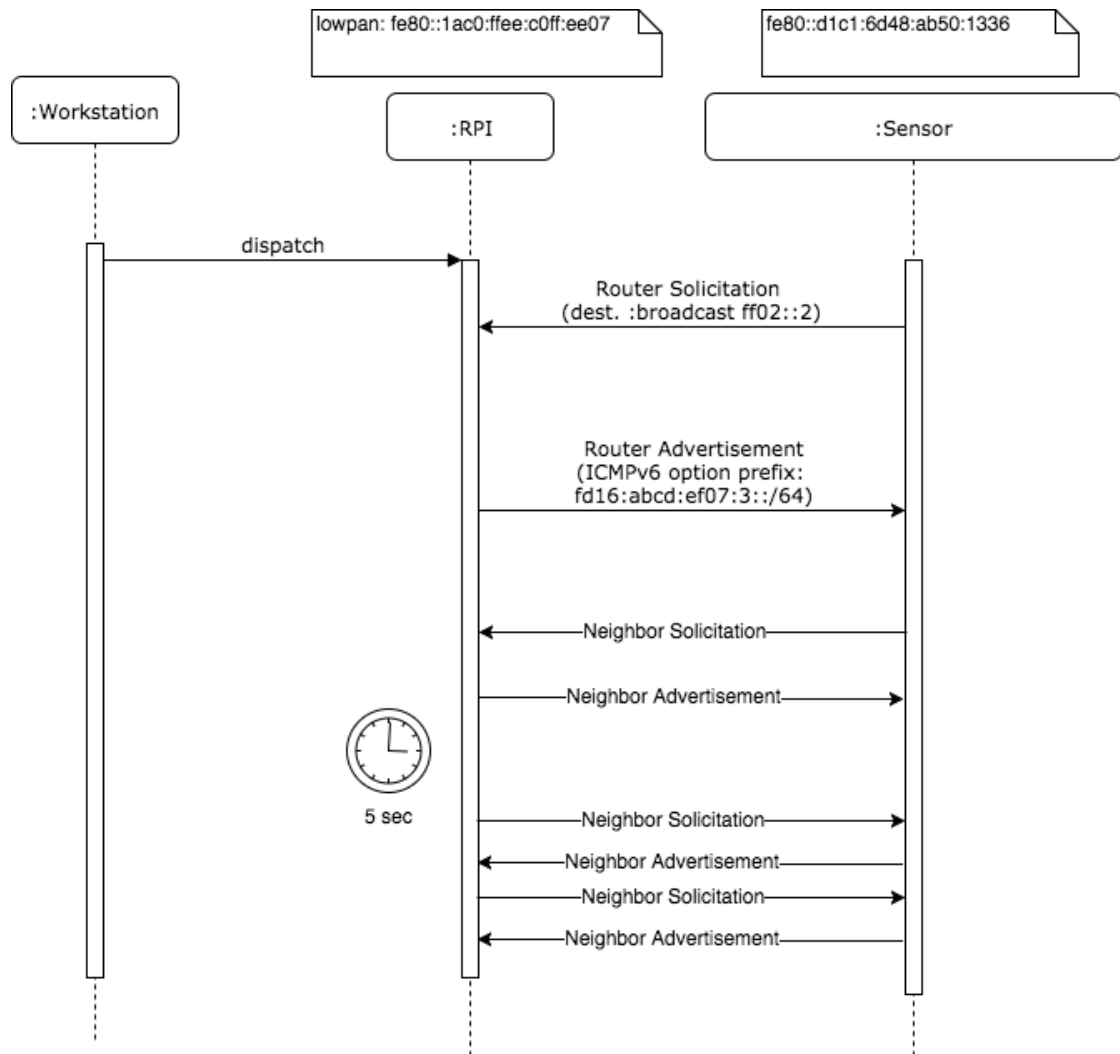 lowpan: fe80::1ac0:ffee:c0ff:ee07
fe80::d1c1:6d48:ab50:1336
:Workstation
:RPI
:Sensor
dispatch
Router Solicitation
(dest. :broadcast ff02::2)
Router Advertisement
(ICMPv6 option prefix:
fd16:abcd:ef07:3::/64)
Neighbor Solicitation
Neighbor Advertisement
5 sec
Neighbor Solicitation
Neighbor Advertisement
Neighbor Solicitation
Neighbor Advertisement